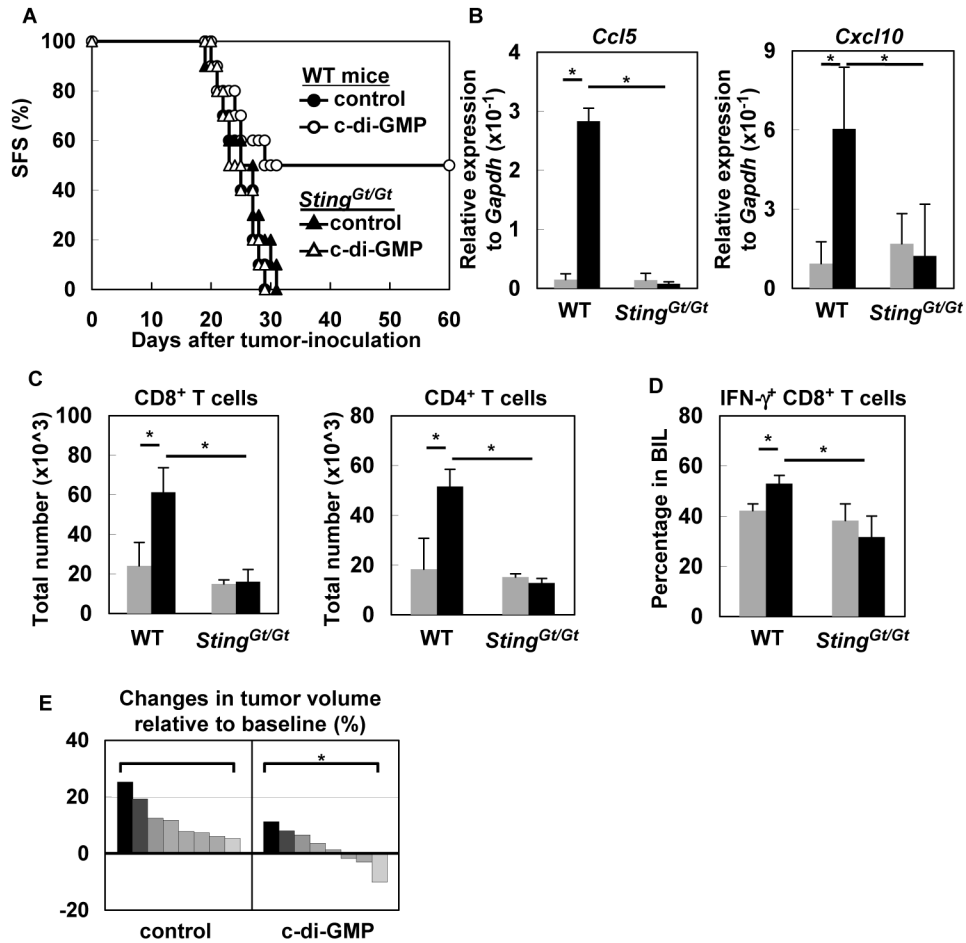 A
SFS (%)
100
80
60
40
20
0
0
10
20
30
40
50
60
Days after tumor-inoculation
WT mice
control
c-di-GMP
Sting^Gt/Gt
control
c-di-GMP
B
Ccl5
Relative expression
to Gapdh (x10^-1)
4
3
2
1
0
*
*
WT
Sting^Gt/Gt
Cxcl10
Relative expression
to Gapdh (x10^-1)
9
6
3
0
*
*
WT
Sting^Gt/Gt
C
CD8+ T cells
Total number (x10^3)
100
80
60
40
20
0
*
*
WT
Sting^Gt/Gt
CD4+ T cells
Total number (x10^3)
80
60
40
20
0
*
*
WT
Sting^Gt/Gt
D
IFN-γ+ CD8+ T cells
Percentage in BIL
80
60
40
20
0
*
*
WT
Sting^Gt/Gt
E
Changes in tumor volume
relative to baseline (%)
40
20
0
-20
*
control
c-di-GMP